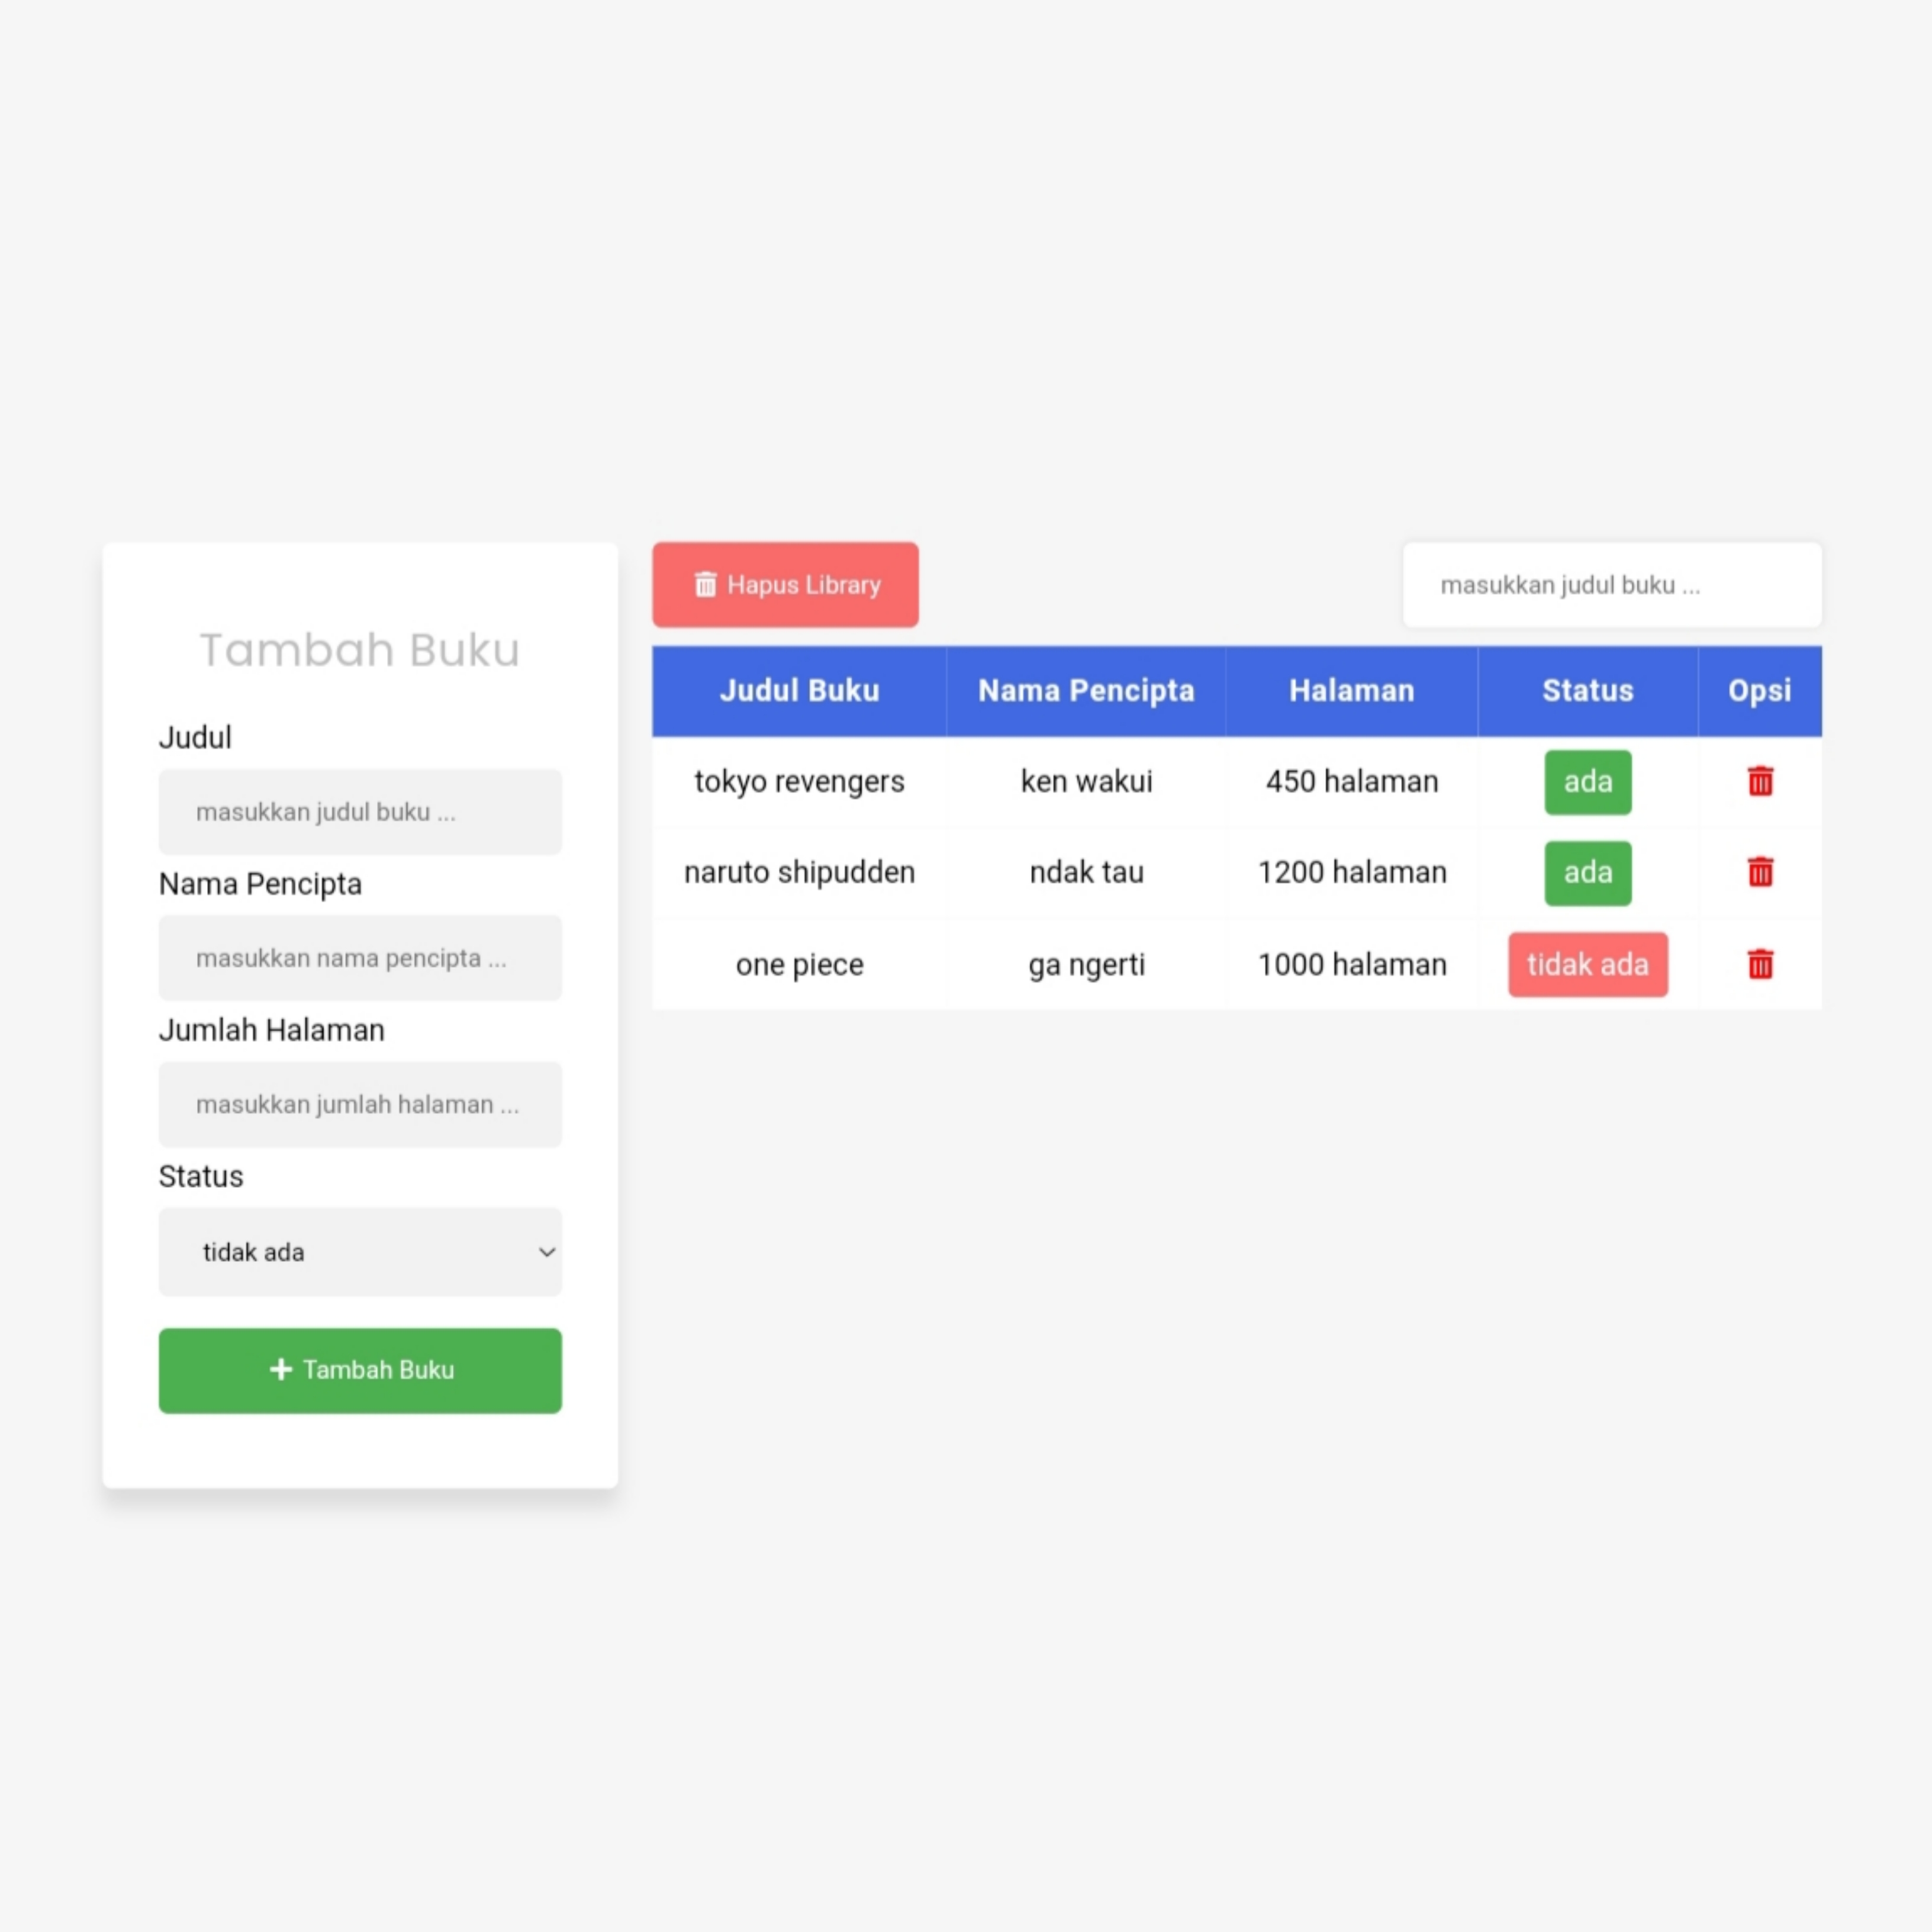 Tambah Buku
Judul
masukkan judul buku ...
Nama Pencipta
masukkan nama pencipta ...
Jumlah Halaman
masukkan jumlah halaman ...
Status
tidak ada
Tambah Buku
Hapus Library
masukkan judul buku ...
Judul Buku Nama Pencipta Halaman Status Opsi
tokyo revengers ken wakui 450 halaman ada
naruto shipudden ndak tau 1200 halaman ada
one piece ga ngerti 1000 halaman tidak ada